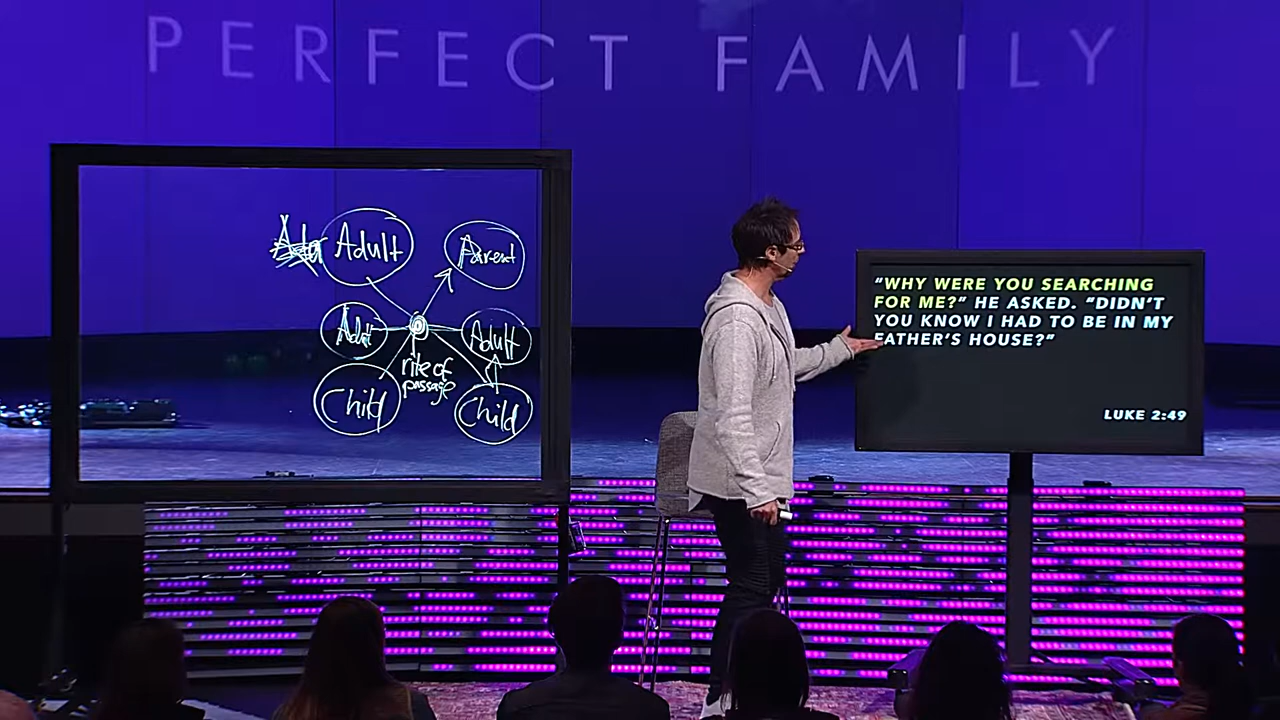 PERFECT FAMILY
Adult Parent
Adult Adult
rite of
passage
Child Child
"WHY WERE YOU SEARCHING
FOR ME?" HE ASKED. "DIDN'T
YOU KNOW I HAD TO BE IN MY
FATHER'S HOUSE?"
LUKE 2:49